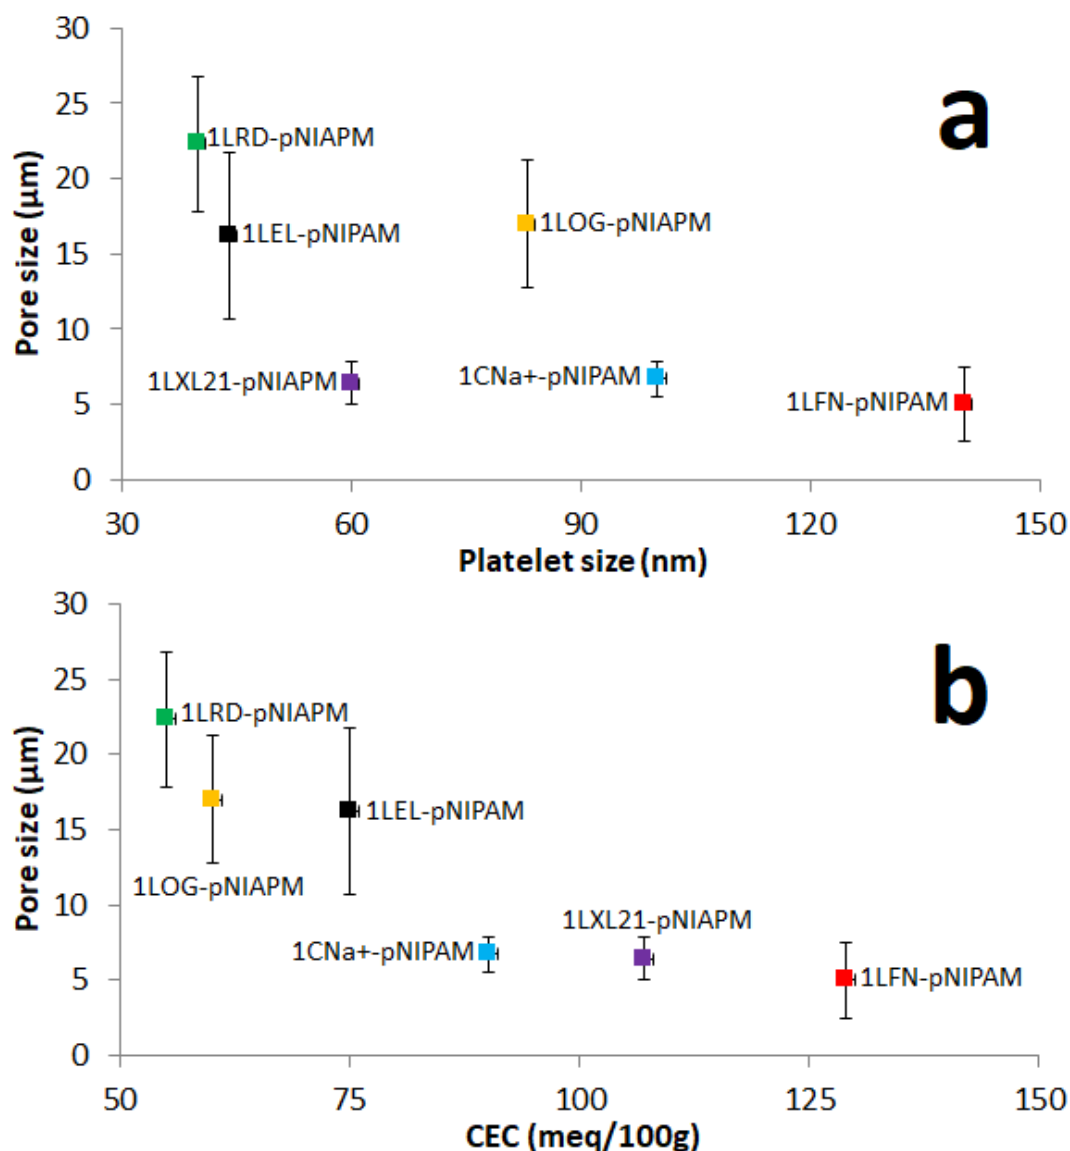 30
a
25
1LRD-pNIAPM
20
1LEL-pNIPAM
1LOG-pNIAPM
Pore size (µm)
15
10
1LXL21-pNIAPM
1CNa+-pNIPAM
1LFN-pNIPAM
5
0
30 60 90 120 150
Platelet size (nm)
30
b
25
1LRD-pNIAPM
20
Pore size (µm)
15
1LEL-pNIPAM
1LOG-pNIAPM
10
1LXL21-pNIAPM
1CNa+-pNIPAM
1LFN-pNIPAM
5
0
50 75 100 125 150
CEC (meq/100g)